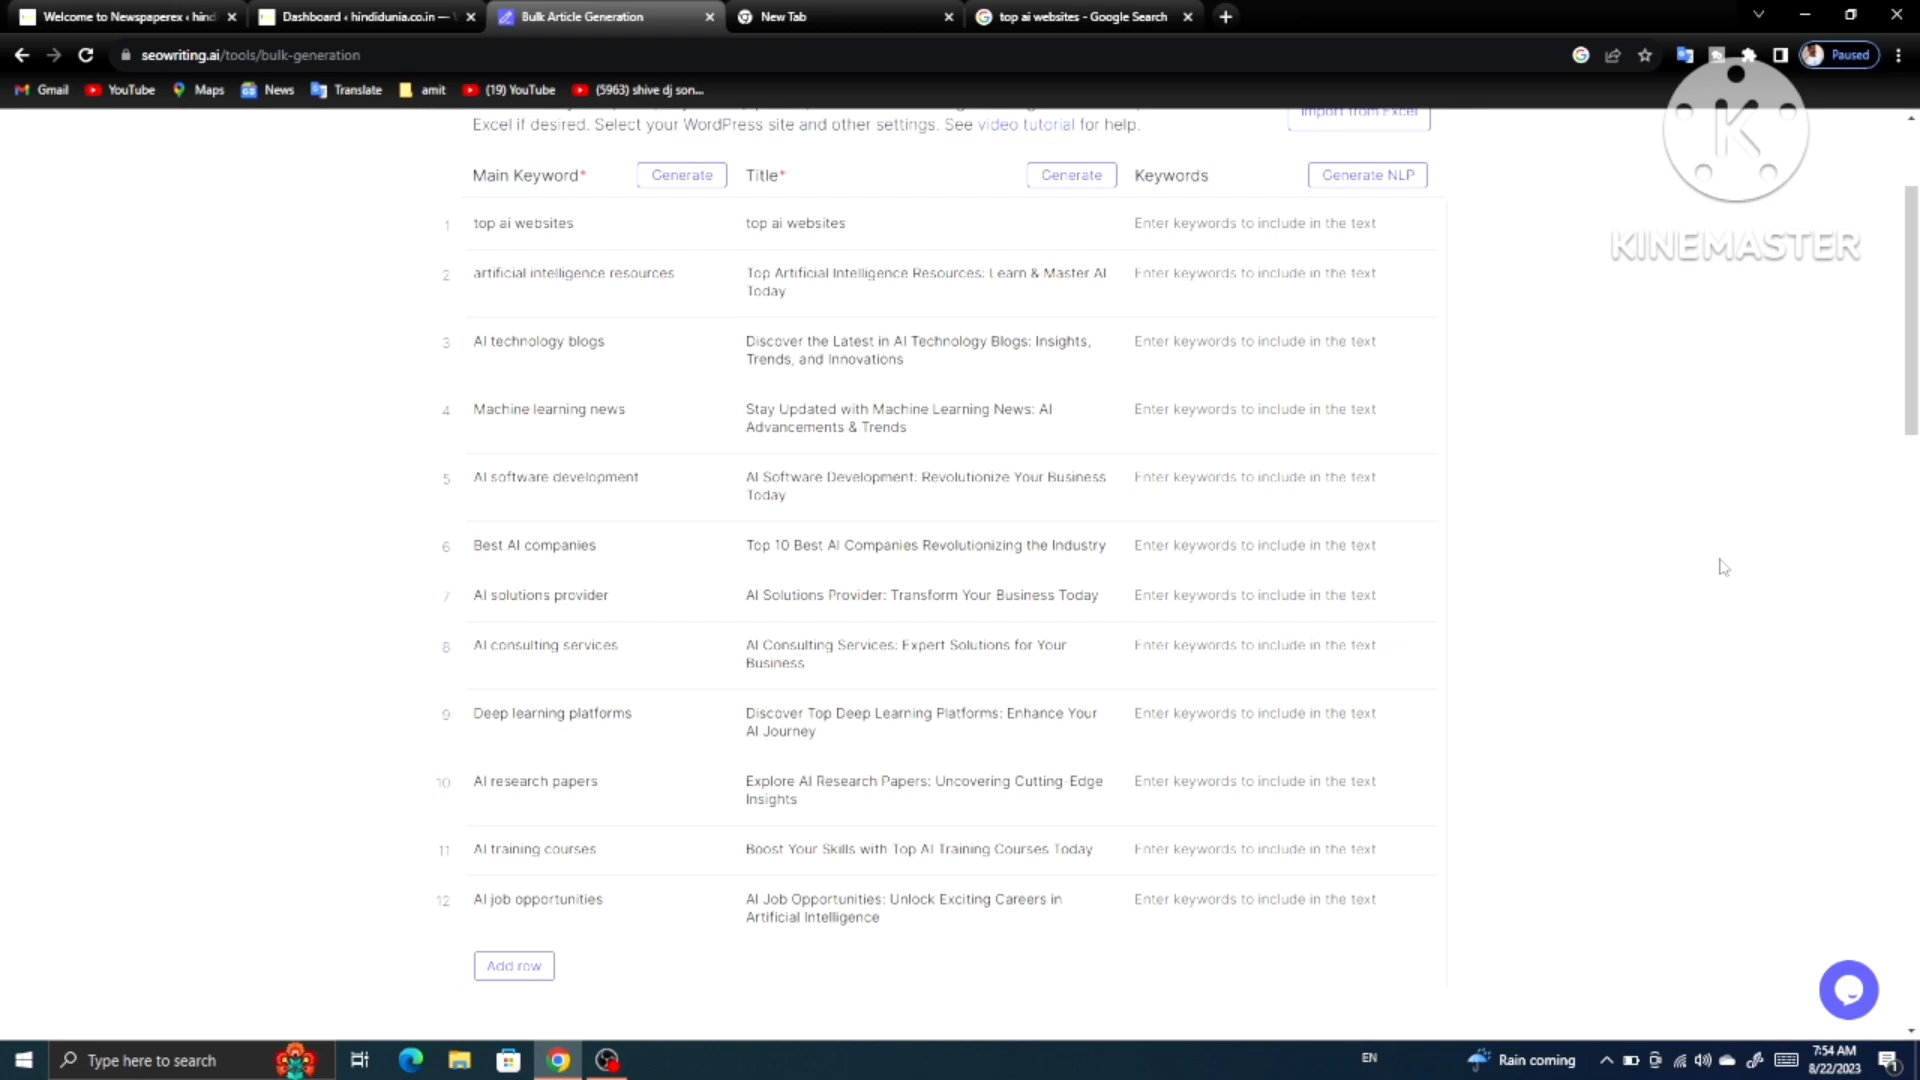 Welcome to Newspaperex ‹ hind
Dashboard ‹ hindidunia.co.in — V
Bulk Article Generation
New Tab
top ai websites - Google Search
seowriting.ai/tools/bulk-generation
Paused
Gmail
YouTube
Maps
News
Translate
amit
(19) YouTube
(5963) shive dj son...
Import from Excel
Excel if desired. Select your WordPress site and other settings. See video tutorial for help.
Main Keyword*
Generate
Title*
Generate
Keywords
Generate NLP
1 top ai websites top ai websites Enter keywords to include in the text
2 artificial intelligence resources Top Artificial Intelligence Resources: Learn & Master AI Enter keywords to include in the text
Today
3 AI technology blogs Discover the Latest in AI Technology Blogs: Insights, Enter keywords to include in the text
Trends, and Innovations
4 Machine learning news Stay Updated with Machine Learning News: AI Enter keywords to include in the text
Advancements & Trends
5 AI software development AI Software Development: Revolutionize Your Business Enter keywords to include in the text
Today
6 Best AI companies Top 10 Best AI Companies Revolutionizing the Industry Enter keywords to include in the text
7 AI solutions provider AI Solutions Provider: Transform Your Business Today Enter keywords to include in the text
8 AI consulting services AI Consulting Services: Expert Solutions for Your Enter keywords to include in the text
Business
9 Deep learning platforms Discover Top Deep Learning Platforms: Enhance Your Enter keywords to include in the text
AI Journey
10 AI research papers Explore AI Research Papers: Uncovering Cutting-Edge Enter keywords to include in the text
Insights
11 AI training courses Boost Your Skills with Top AI Training Courses Today Enter keywords to include in the text
12 AI job opportunities AI Job Opportunities: Unlock Exciting Careers in Enter keywords to include in the text
Artificial Intelligence
Add row
K
KINEMASTER
Type here to search
EN
Rain coming
7:54 AM
8/22/2023
1